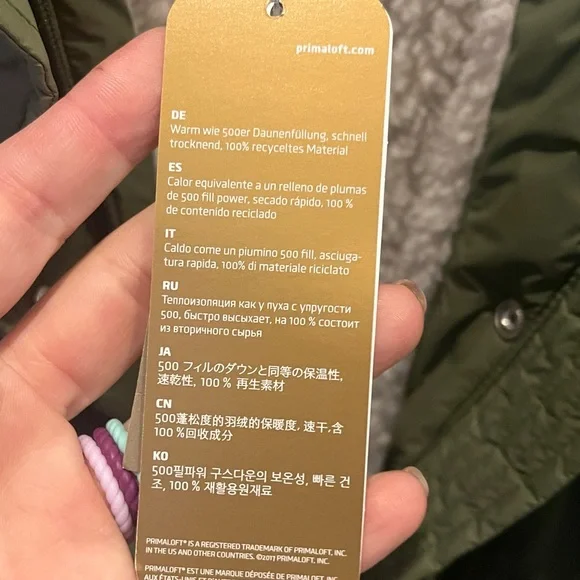 primaloft.com
DE
Warm wie 500er Daunenfüllung, schnell
trocknend, 100% recyceltes Material
ES
Calor equivalente a un relleno de plumas
de 500 fill power, secado rápido, 100 %
de contenido reciclado
IT
Caldo come un piumino 500 fill, asciuga-
tura rapida, 100% di materiale riciclato
RU
Теплоизоляция как у пуха с упругости
500, быстро высыхает, на 100 % состоит
из вторичного сырья
JA
500 フィルのダウンと同等の保温性,
速乾性, 100 % 再生素材
CN
500蓬松度的羽绒的保暖度, 速干,含
100 %回收成分
KO
500필파워 구스다운의 보온성, 빠른 건
조, 100 % 재활용원재료
PRIMALOFT® IS A REGISTERED TRADEMARK OF PRIMALOFT, INC.
IN THE US AND OTHER COUNTRIES. ©2017 PRIMALOFT, INC.
PRIMALOFT® EST UNE MARQUE DÉPOSÉE DE PRIMALOFT, INC.